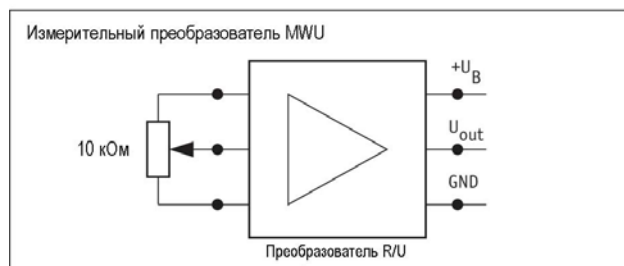 Измерительный преобразователь MWU
+U_B
U_out
10 кОм
GND
Преобразователь R/U